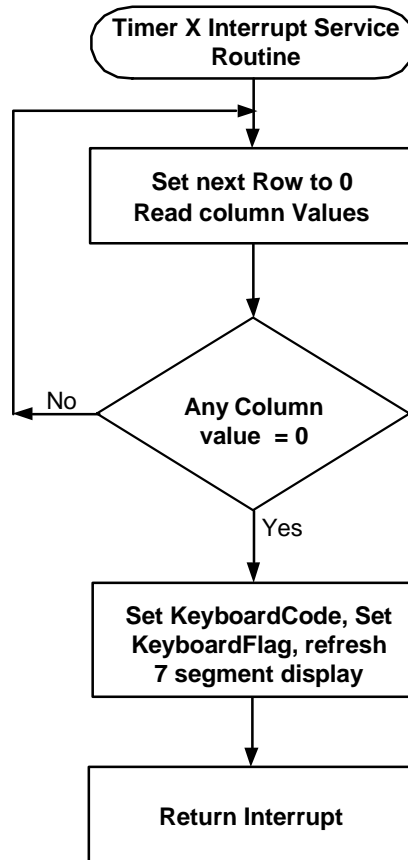 Timer X Interrupt Service
Routine
Set next Row to 0
Read column Values
No
Any Column
value = 0
Yes
Set KeyboardCode, Set
KeyboardFlag, refresh
7 segment display
Return Interrupt